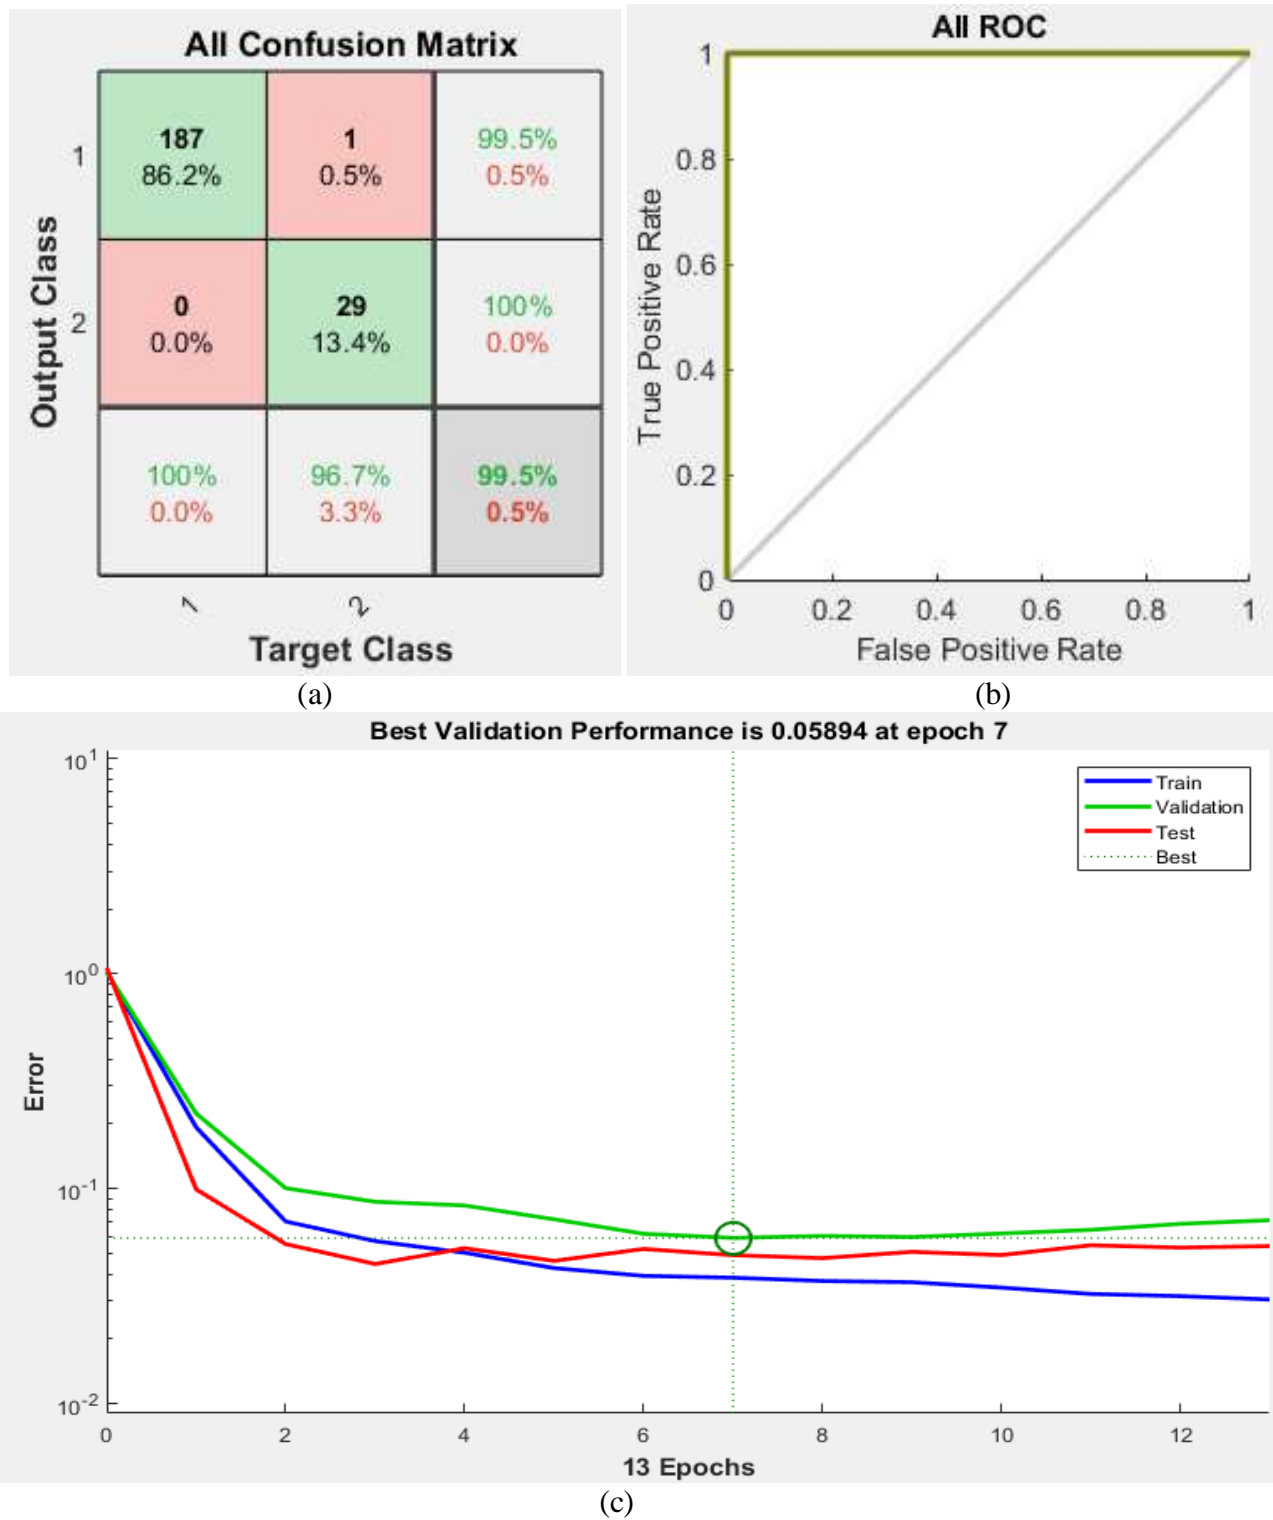 All Confusion Matrix
Output Class
1
187
86.2%
1
0.5%
99.5%
0.5%
2
0
0.0%
29
13.4%
100%
0.0%
100%
0.0%
96.7%
3.3%
99.5%
0.5%
1
2
Target Class
(a)
All ROC
True Positive Rate
1
0.8
0.6
0.4
0.2
0
0 0.2 0.4 0.6 0.8 1
False Positive Rate
(b)
Best Validation Performance is 0.05894 at epoch 7
Error
10^1
10^0
10^-1
10^-2
Train
Validation
Test
Best
0 2 4 6 8 10 12
13 Epochs
(c)